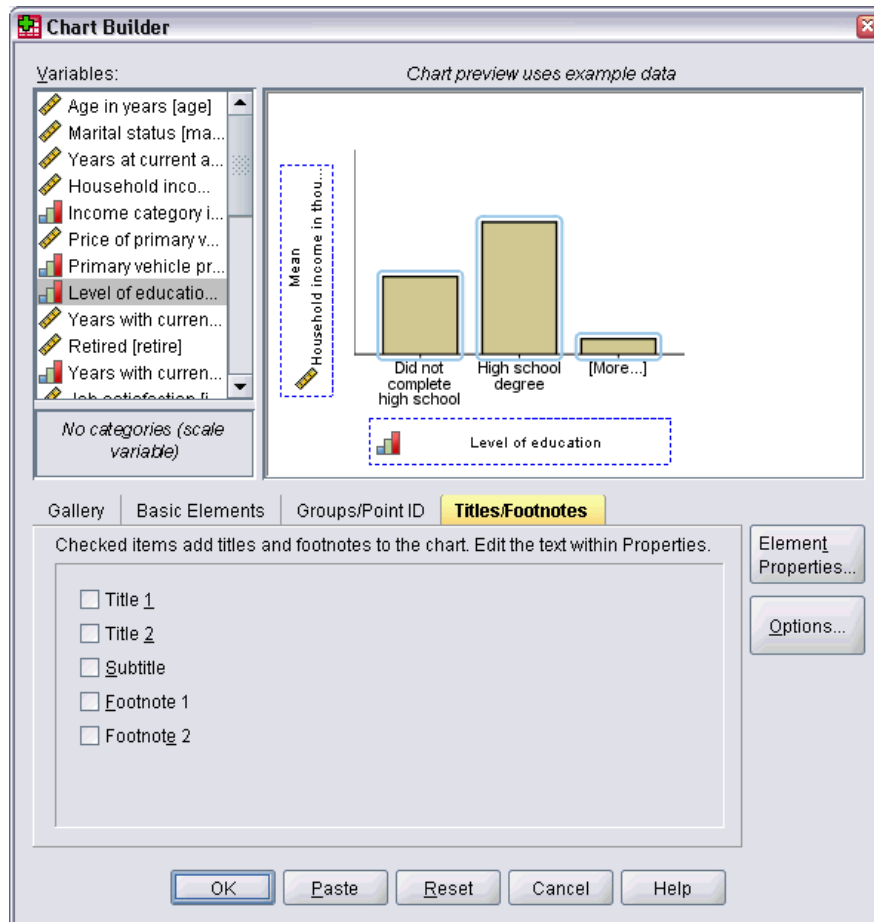 Chart Builder
Variables:
Chart preview uses example data
Age in years [age]
Marital status [ma...
Years at current a...
Household inco...
Income category i...
Price of primary v...
Primary vehicle pr...
Level of educatio...
Years with curren...
Retired [retire]
Years with curren...
Job satisfaction [j...
No categories (scale
variable)
Mean
Household income in thou...
Did not
complete
high school
High school
degree
[More...]
Level of education
Gallery
Basic Elements
Groups/Point ID
Titles/Footnotes
Checked items add titles and footnotes to the chart. Edit the text within Properties.
Title 1
Title 2
Subtitle
Footnote 1
Footnote 2
Element
Properties...
Options...
OK
Paste
Reset
Cancel
Help